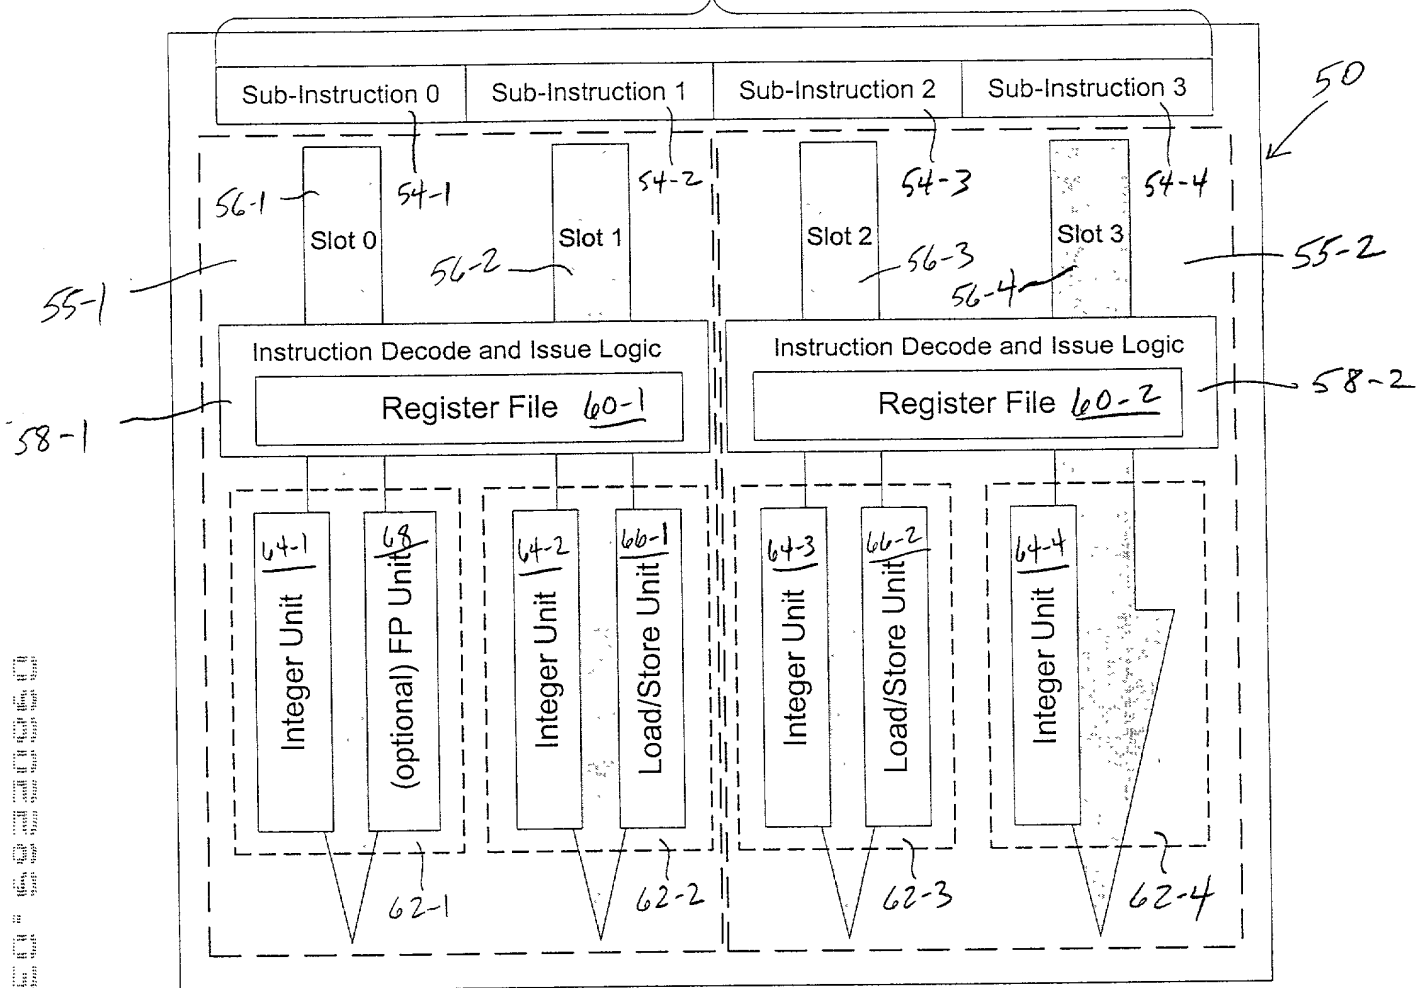 Sub-Instruction 0 Sub-Instruction 1 Sub-Instruction 2 Sub-Instruction 3
50
56-1 54-1 54-2 54-3 54-4
Slot 0 Slot 1 Slot 2 Slot 3
55-1 56-2 56-3 56-4 55-2
Instruction Decode and Issue Logic Instruction Decode and Issue Logic
Register File 60-1 Register File 60-2
58-1 58-2
64-1 68 64-2 66-1 64-3 66-2 64-4
Integer Unit (optional) FP Unit Integer Unit Load/Store Unit Integer Unit Load/Store Unit Integer Unit
62-1 62-2 62-3 62-4